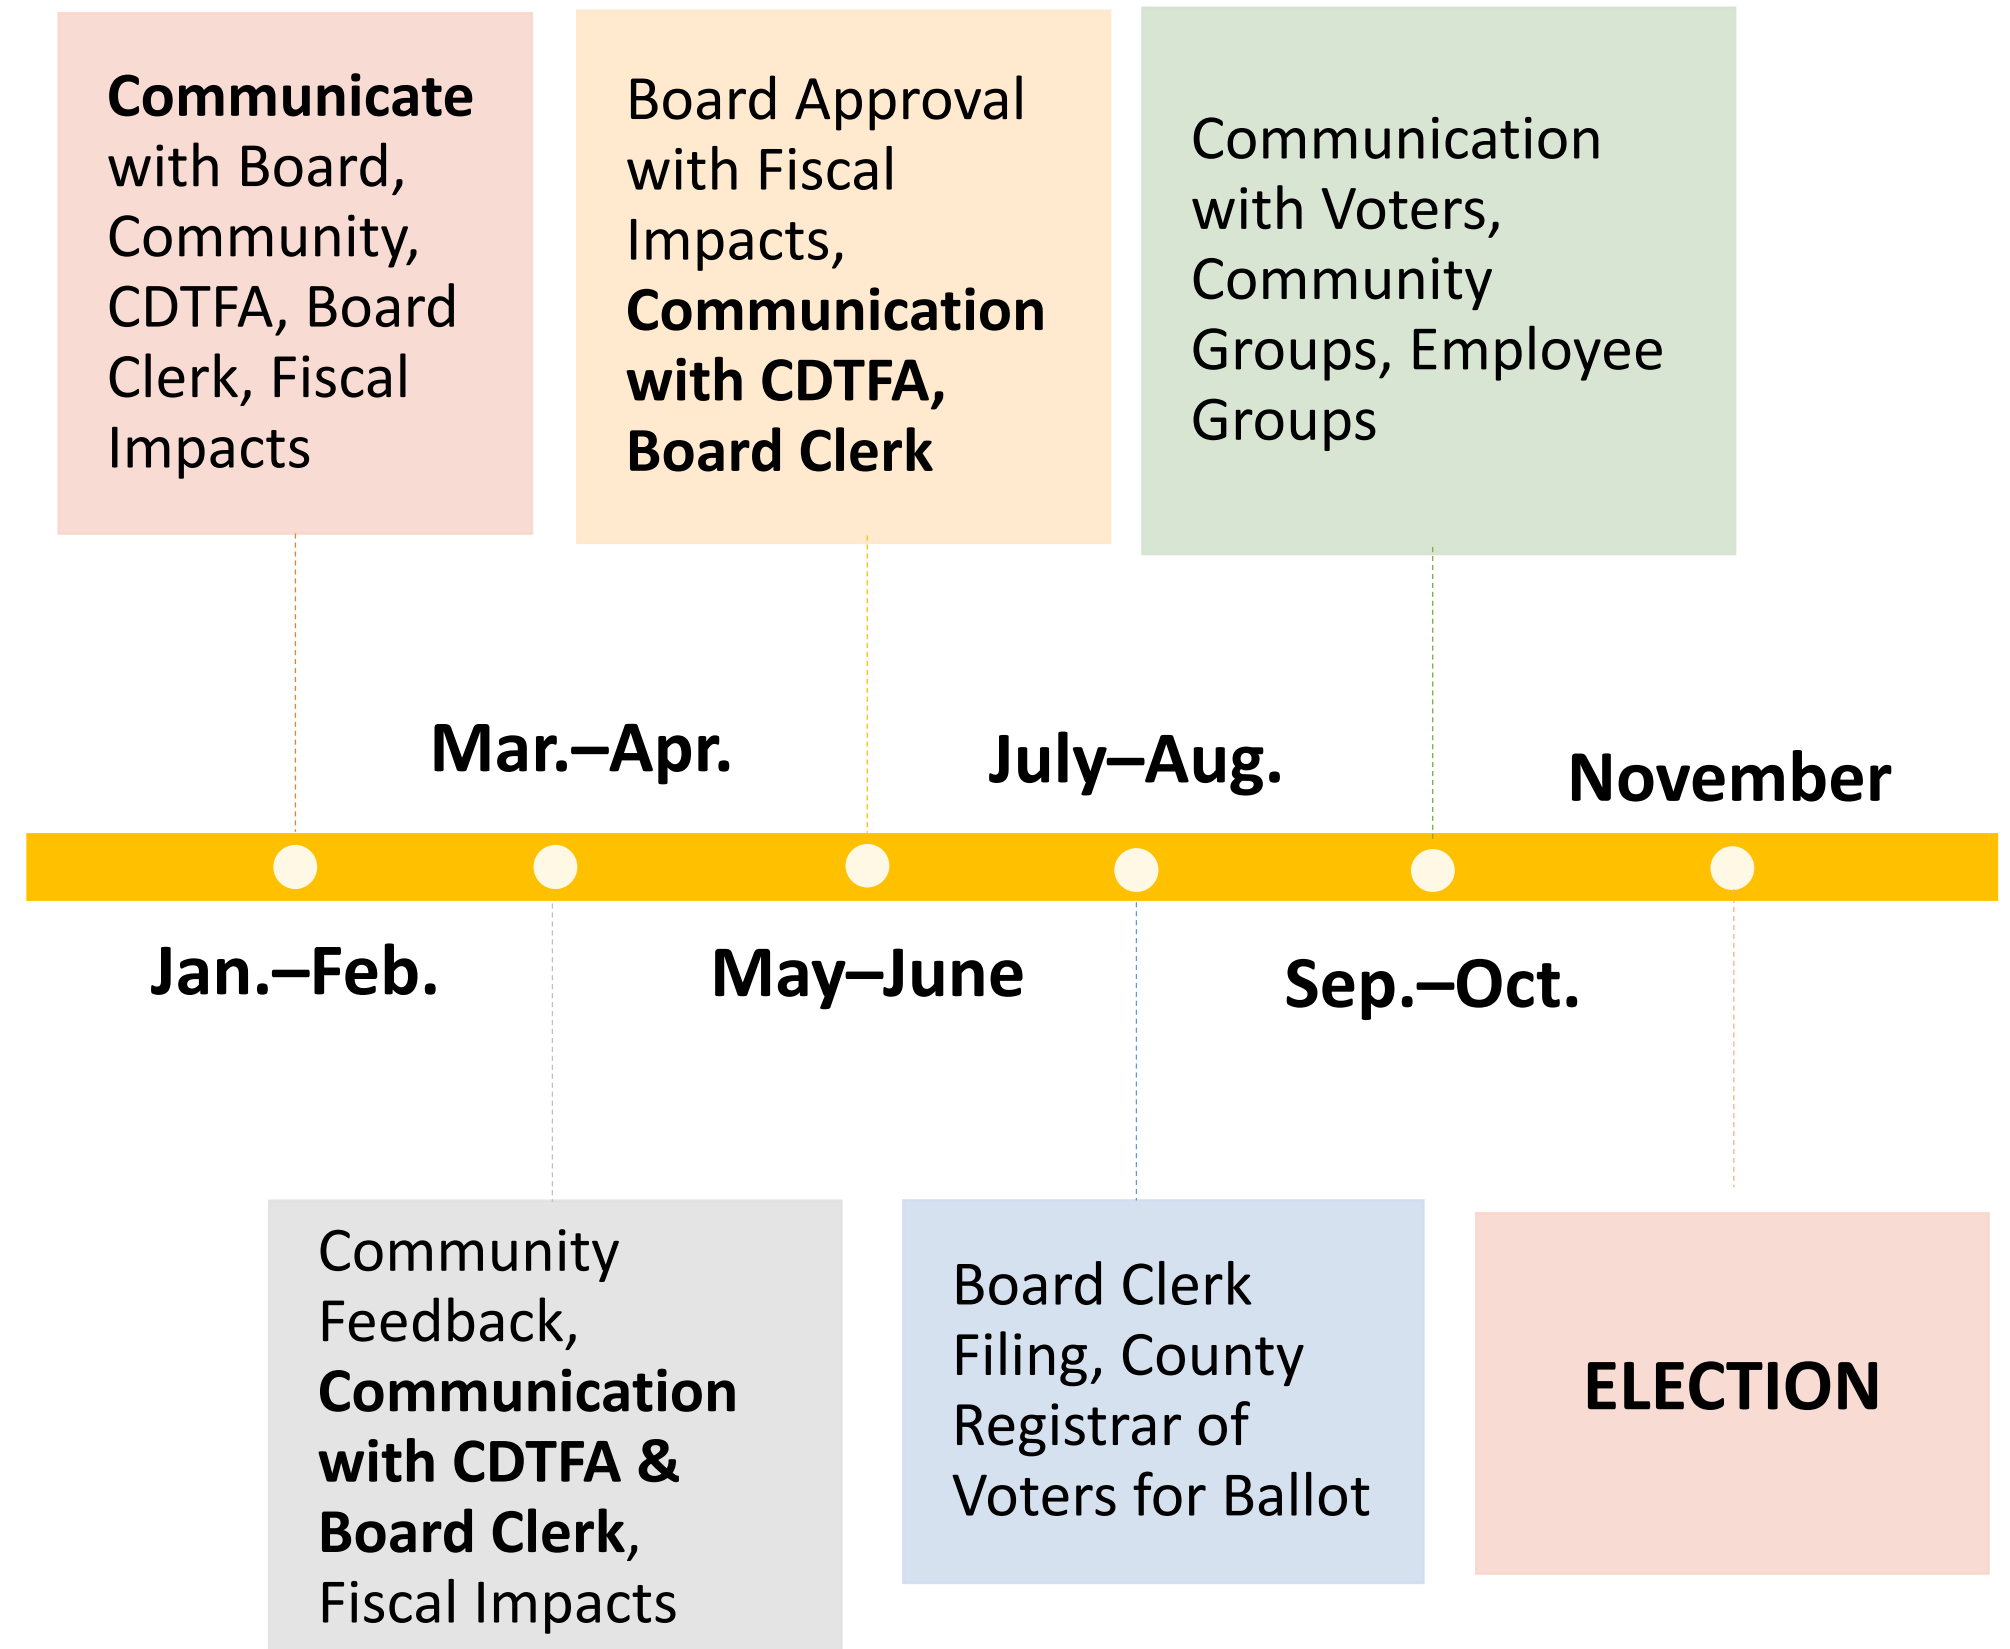 Communicate
with Board,
Community,
CDTFA, Board
Clerk, Fiscal
Impacts
Board Approval
with Fiscal
Impacts,
Communication
with CDTFA,
Board Clerk
Communication
with Voters,
Community
Groups, Employee
Groups
Mar.–Apr.
July–Aug.
November
Jan.–Feb.
May–June
Sep.–Oct.
Community
Feedback,
Communication
with CDTFA &
Board Clerk,
Fiscal Impacts
Board Clerk
Filing, County
Registrar of
Voters for Ballot
ELECTION